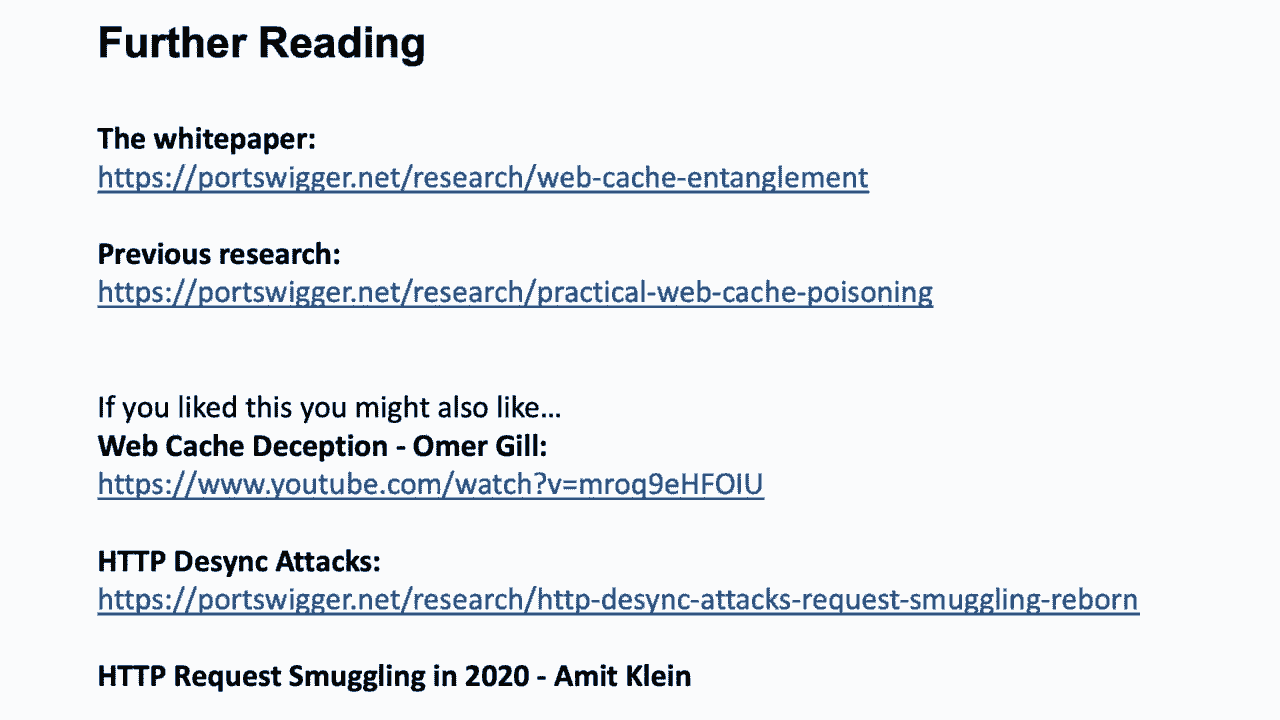 Further Reading
The whitepaper:
https://portswigger.net/research/web-cache-entanglement
Previous research:
https://portswigger.net/research/practical-web-cache-poisoning
If you liked this you might also like…
Web Cache Deception - Omer Gill:
https://www.youtube.com/watch?v=mroq9eHFOIU
HTTP Desync Attacks:
https://portswigger.net/research/http-desync-attacks-request-smuggling-reborn
HTTP Request Smuggling in 2020 - Amit Klein